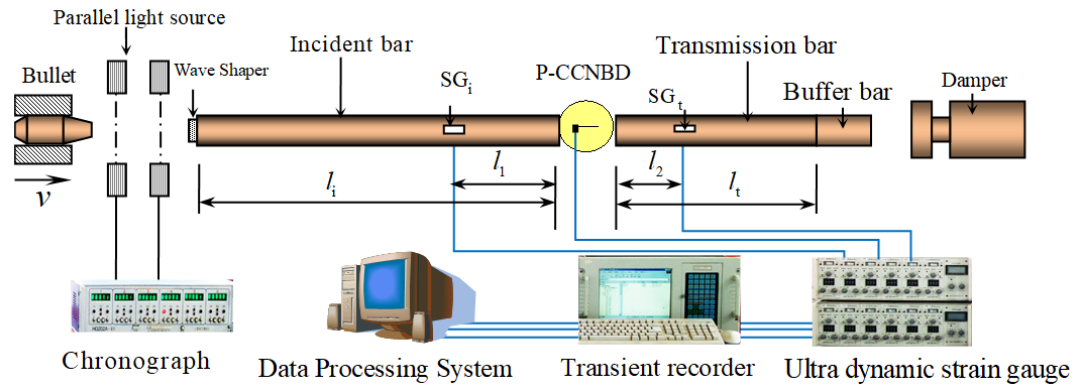 Parallel light source
Bullet
Wave Shaper
Incident bar
SGi
P-CCNBD
SGt
Transmission bar
Buffer bar
Damper
v
li
l1
l2
lt
Chronograph
Data Processing System
Transient recorder
Ultra dynamic strain gauge